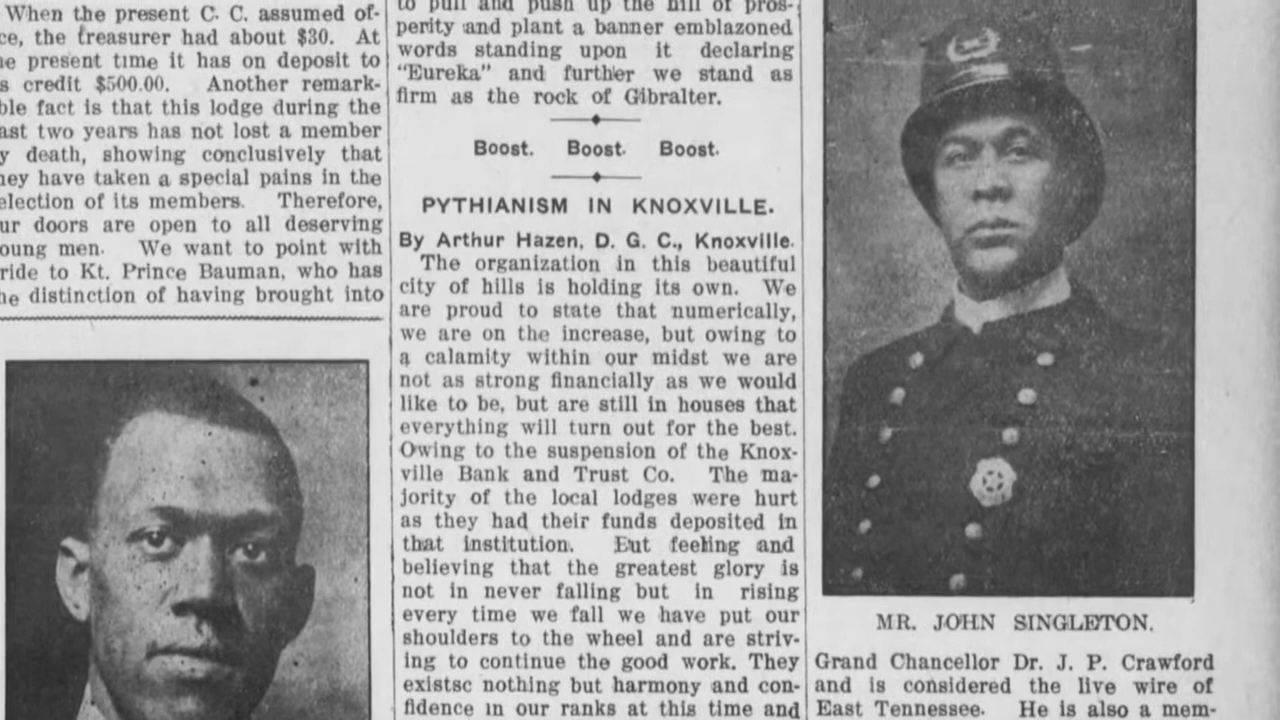 When the present C. C. assumed of-
ce, the treasurer had about $30. At
he present time it has on deposit to
s credit $500.00. Another remark-
ble fact is that this lodge during the
ast two years has not lost a member
y death, showing conclusively that
hey have taken a special pains in the
election of its members. Therefore,
ur doors are open to all deserving
oung men. We want to point with
ride to Kt. Prince Bauman, who has
he distinction of having brought into
to pull and push up the hill of pros-
perity and plant a banner emblazoned
words standing upon it declaring
"Eureka" and further we stand as
firm as the rock of Gibralter.
Boost. Boost. Boost.
PYTHIANISM IN KNOXVILLE.
By Arthur Hazen, D. G. C., Knoxville.
The organization in this beautiful
city of hills is holding its own. We
are proud to state that numerically,
we are on the increase, but owing to
a calamity within our midst we are
not as strong financially as we would
like to be, but are still in houses that
everything will turn out for the best.
Owing to the suspension of the Knox-
ville Bank and Trust Co. The ma-
jority of the local lodges were hurt
as they had their funds deposited in
that institution. But feeling and
believing that the greatest glory is
not in never falling but in rising
every time we fall we have put our
shoulders to the wheel and are striv-
ing to continue the good work. They
existsc nothing but harmony and con-
fidence in our ranks at this time and
MR. JOHN SINGLETON.
Grand Chancellor Dr. J. P. Crawford
and is considered the live wire of
East Tennessee. He is also a mem-